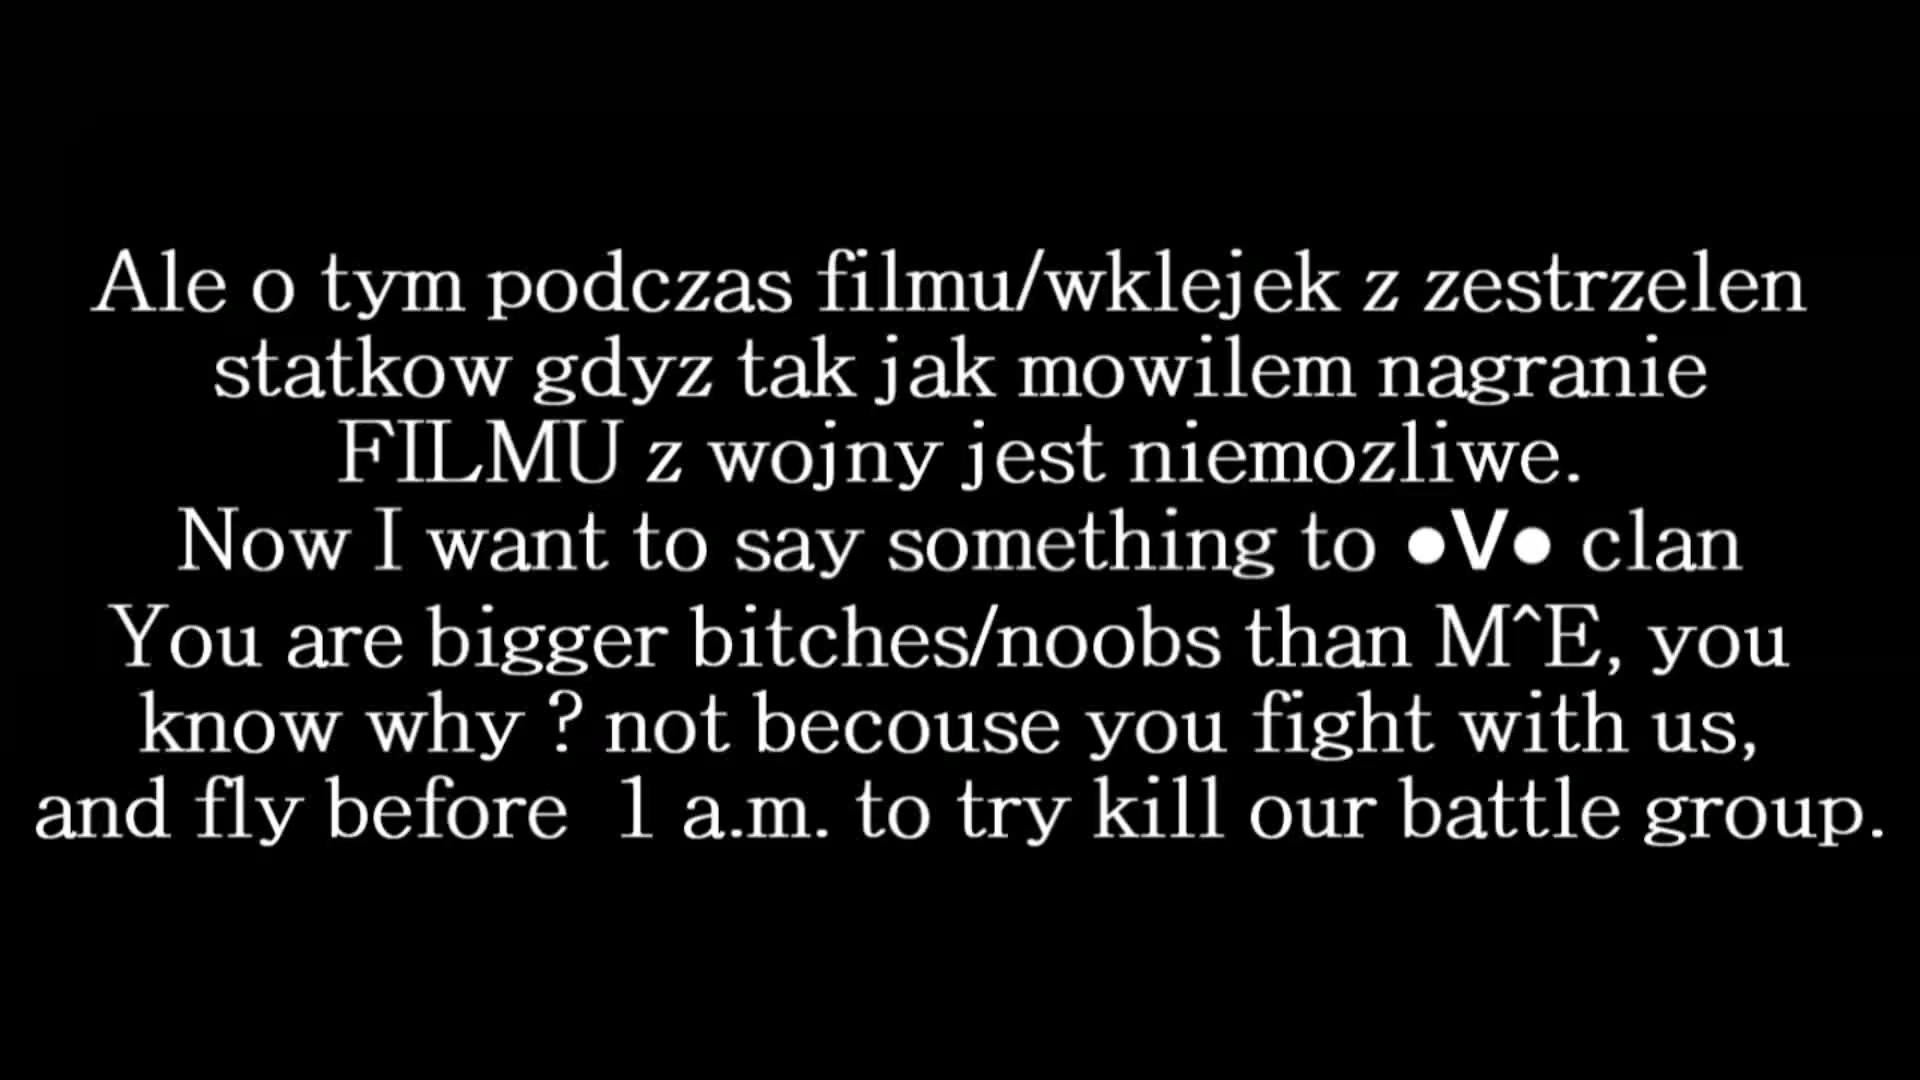 Ale o tym podczas filmu/wklejek z zestrzelen
statkow gdyz tak jak mowilem nagranie
FILMU z wojny jest niemozliwe.
Now I want to say something to ●V● clan
You are bigger bitches/noobs than M^E, you
know why ? not becouse you fight with us,
and fly before  1 a.m. to try kill our battle group.